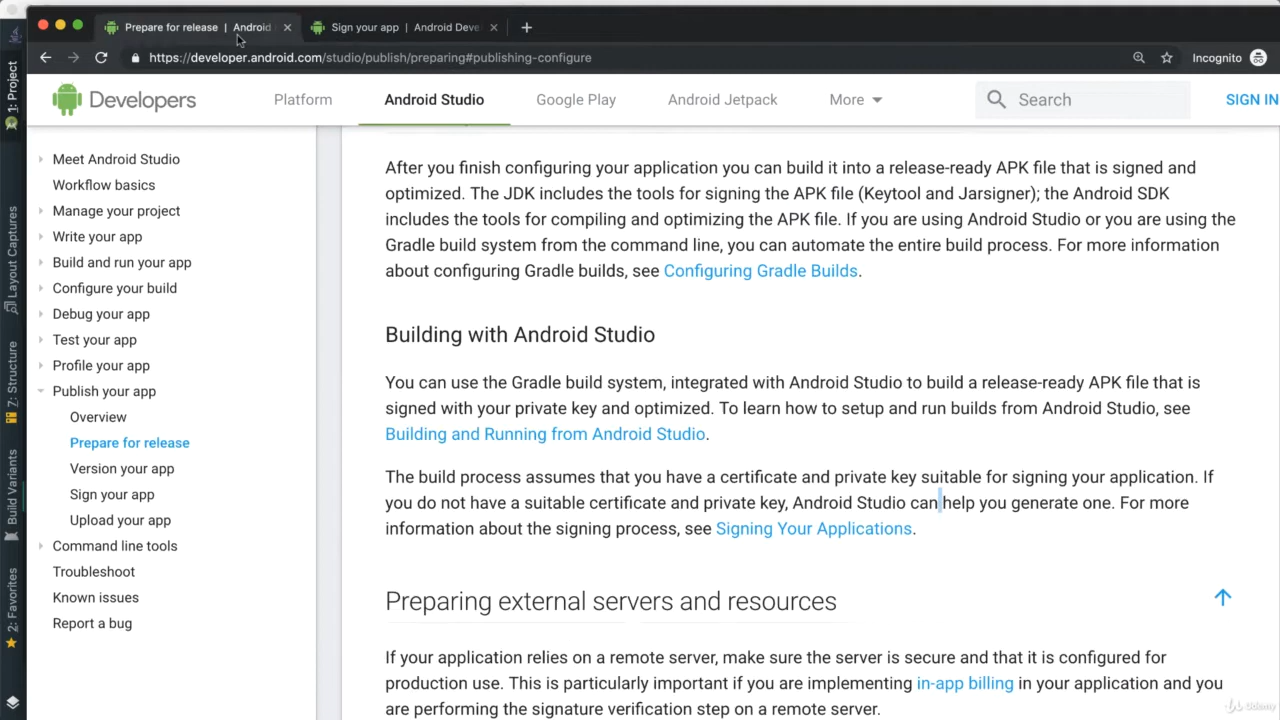 Prepare for release | Android
Sign your app | Android Deve
https://developer.android.com/studio/publish/preparing#publishing-configure
Incognito
Developers
Platform
Android Studio
Google Play
Android Jetpack
More
Search
SIGN IN
1: Project
Layout Captures
7: Structure
Build Variants
2: Favorites
Meet Android Studio
Workflow basics
Manage your project
Write your app
Build and run your app
Configure your build
Debug your app
Test your app
Profile your app
Publish your app
Overview
Prepare for release
Version your app
Sign your app
Upload your app
Command line tools
Troubleshoot
Known issues
Report a bug
After you finish configuring your application you can build it into a release-ready APK file that is signed and
optimized. The JDK includes the tools for signing the APK file (Keytool and Jarsigner); the Android SDK
includes the tools for compiling and optimizing the APK file. If you are using Android Studio or you are using the
Gradle build system from the command line, you can automate the entire build process. For more information
about configuring Gradle builds, see Configuring Gradle Builds.
Building with Android Studio
You can use the Gradle build system, integrated with Android Studio to build a release-ready APK file that is
signed with your private key and optimized. To learn how to setup and run builds from Android Studio, see
Building and Running from Android Studio.
The build process assumes that you have a certificate and private key suitable for signing your application. If
you do not have a suitable certificate and private key, Android Studio can help you generate one. For more
information about the signing process, see Signing Your Applications.
Preparing external servers and resources
If your application relies on a remote server, make sure the server is secure and that it is configured for
production use. This is particularly important if you are implementing in-app billing in your application and you
are performing the signature verification step on a remote server.
Udemy